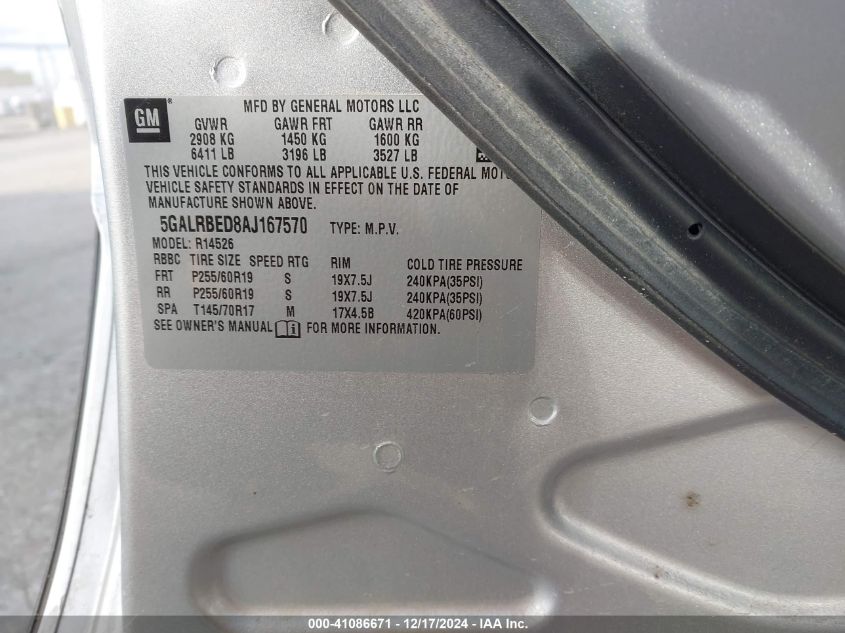 GM ® MFD BY GENERAL MOTORS LLC
GVWR GAWR FRT GAWR RR
2908 KG 1450 KG 1600 KG
6411 LB 3196 LB 3527 LB
THIS VEHICLE CONFORMS TO ALL APPLICABLE U.S. FEDERAL
VEHICLE SAFETY STANDARDS IN EFFECT ON THE DATE OF
MANUFACTURE SHOWN ABOVE.
5GALRBED8AJ167570 TYPE: M.P.V.
MODEL: R14526
RBBC TIRE SIZE SPEED RTG RIM COLD TIRE PRESSURE
FRT P255/60R19 S 19X7.5J 240KPA(35PSI)
RR P255/60R19 S 19X7.5J 240KPA(35PSI)
SPA T145/70R17 M 17X4.5B 420KPA(60PSI)
SEE OWNER'S MANUAL i FOR MORE INFORMATION.
000-41086671 - 12/17/2024 - IAA Inc.